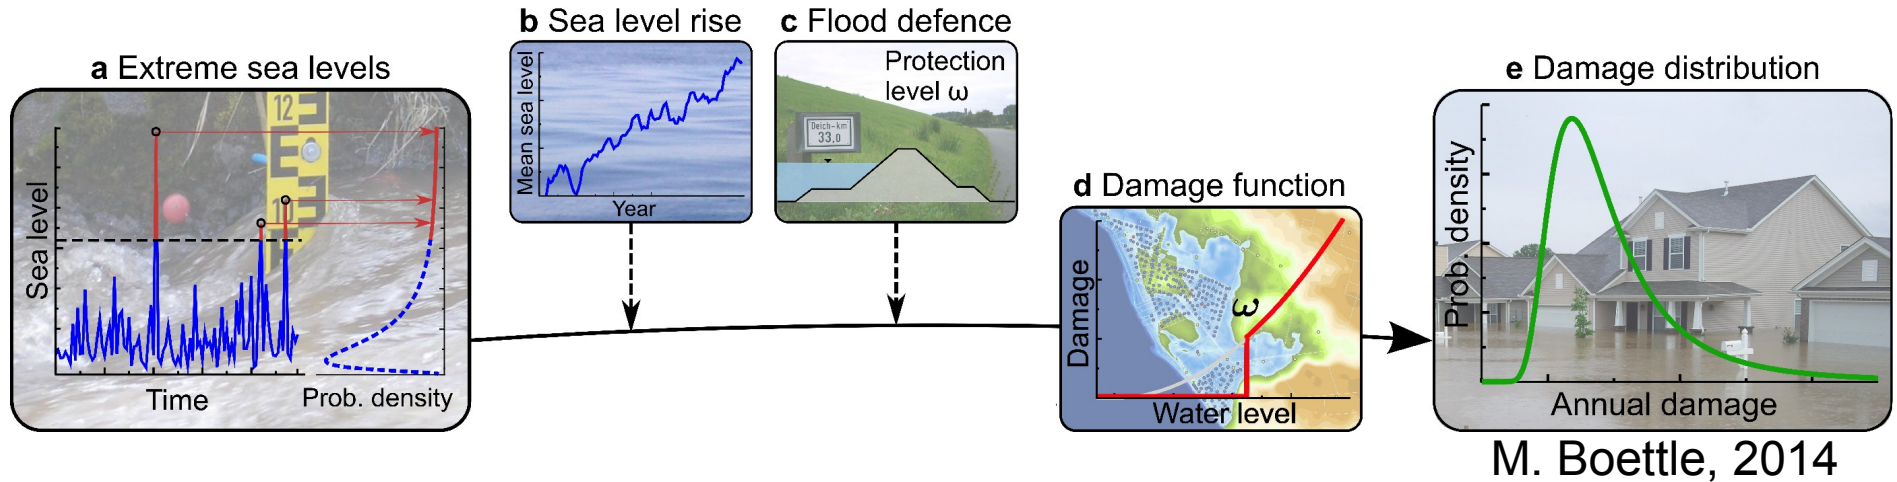 a Extreme sea levels
Sea level
12
10
Time
Prob. density
b Sea level rise
Mean sea level
Year
c Flood defence
Protection
level ω
Deich-km
33,0
d Damage function
Damage
ω
Water level
e Damage distribution
Prob. density
Annual damage
M. Boettle, 2014